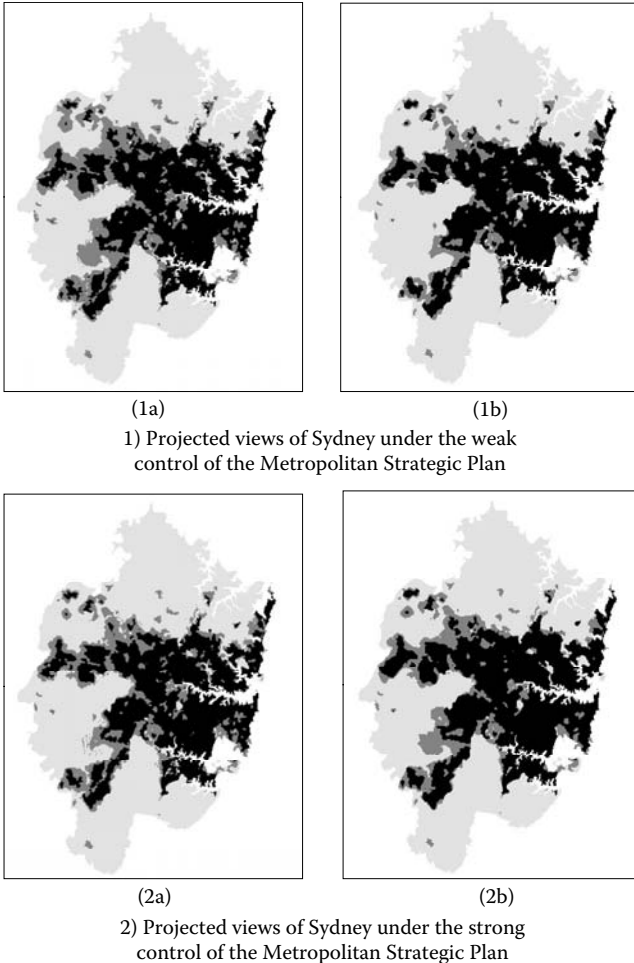 (1a)
(1b)
1) Projected views of Sydney under the weak
control of the Metropolitan Strategic Plan
(2a)
(2b)
2) Projected views of Sydney under the strong
control of the Metropolitan Strategic Plan